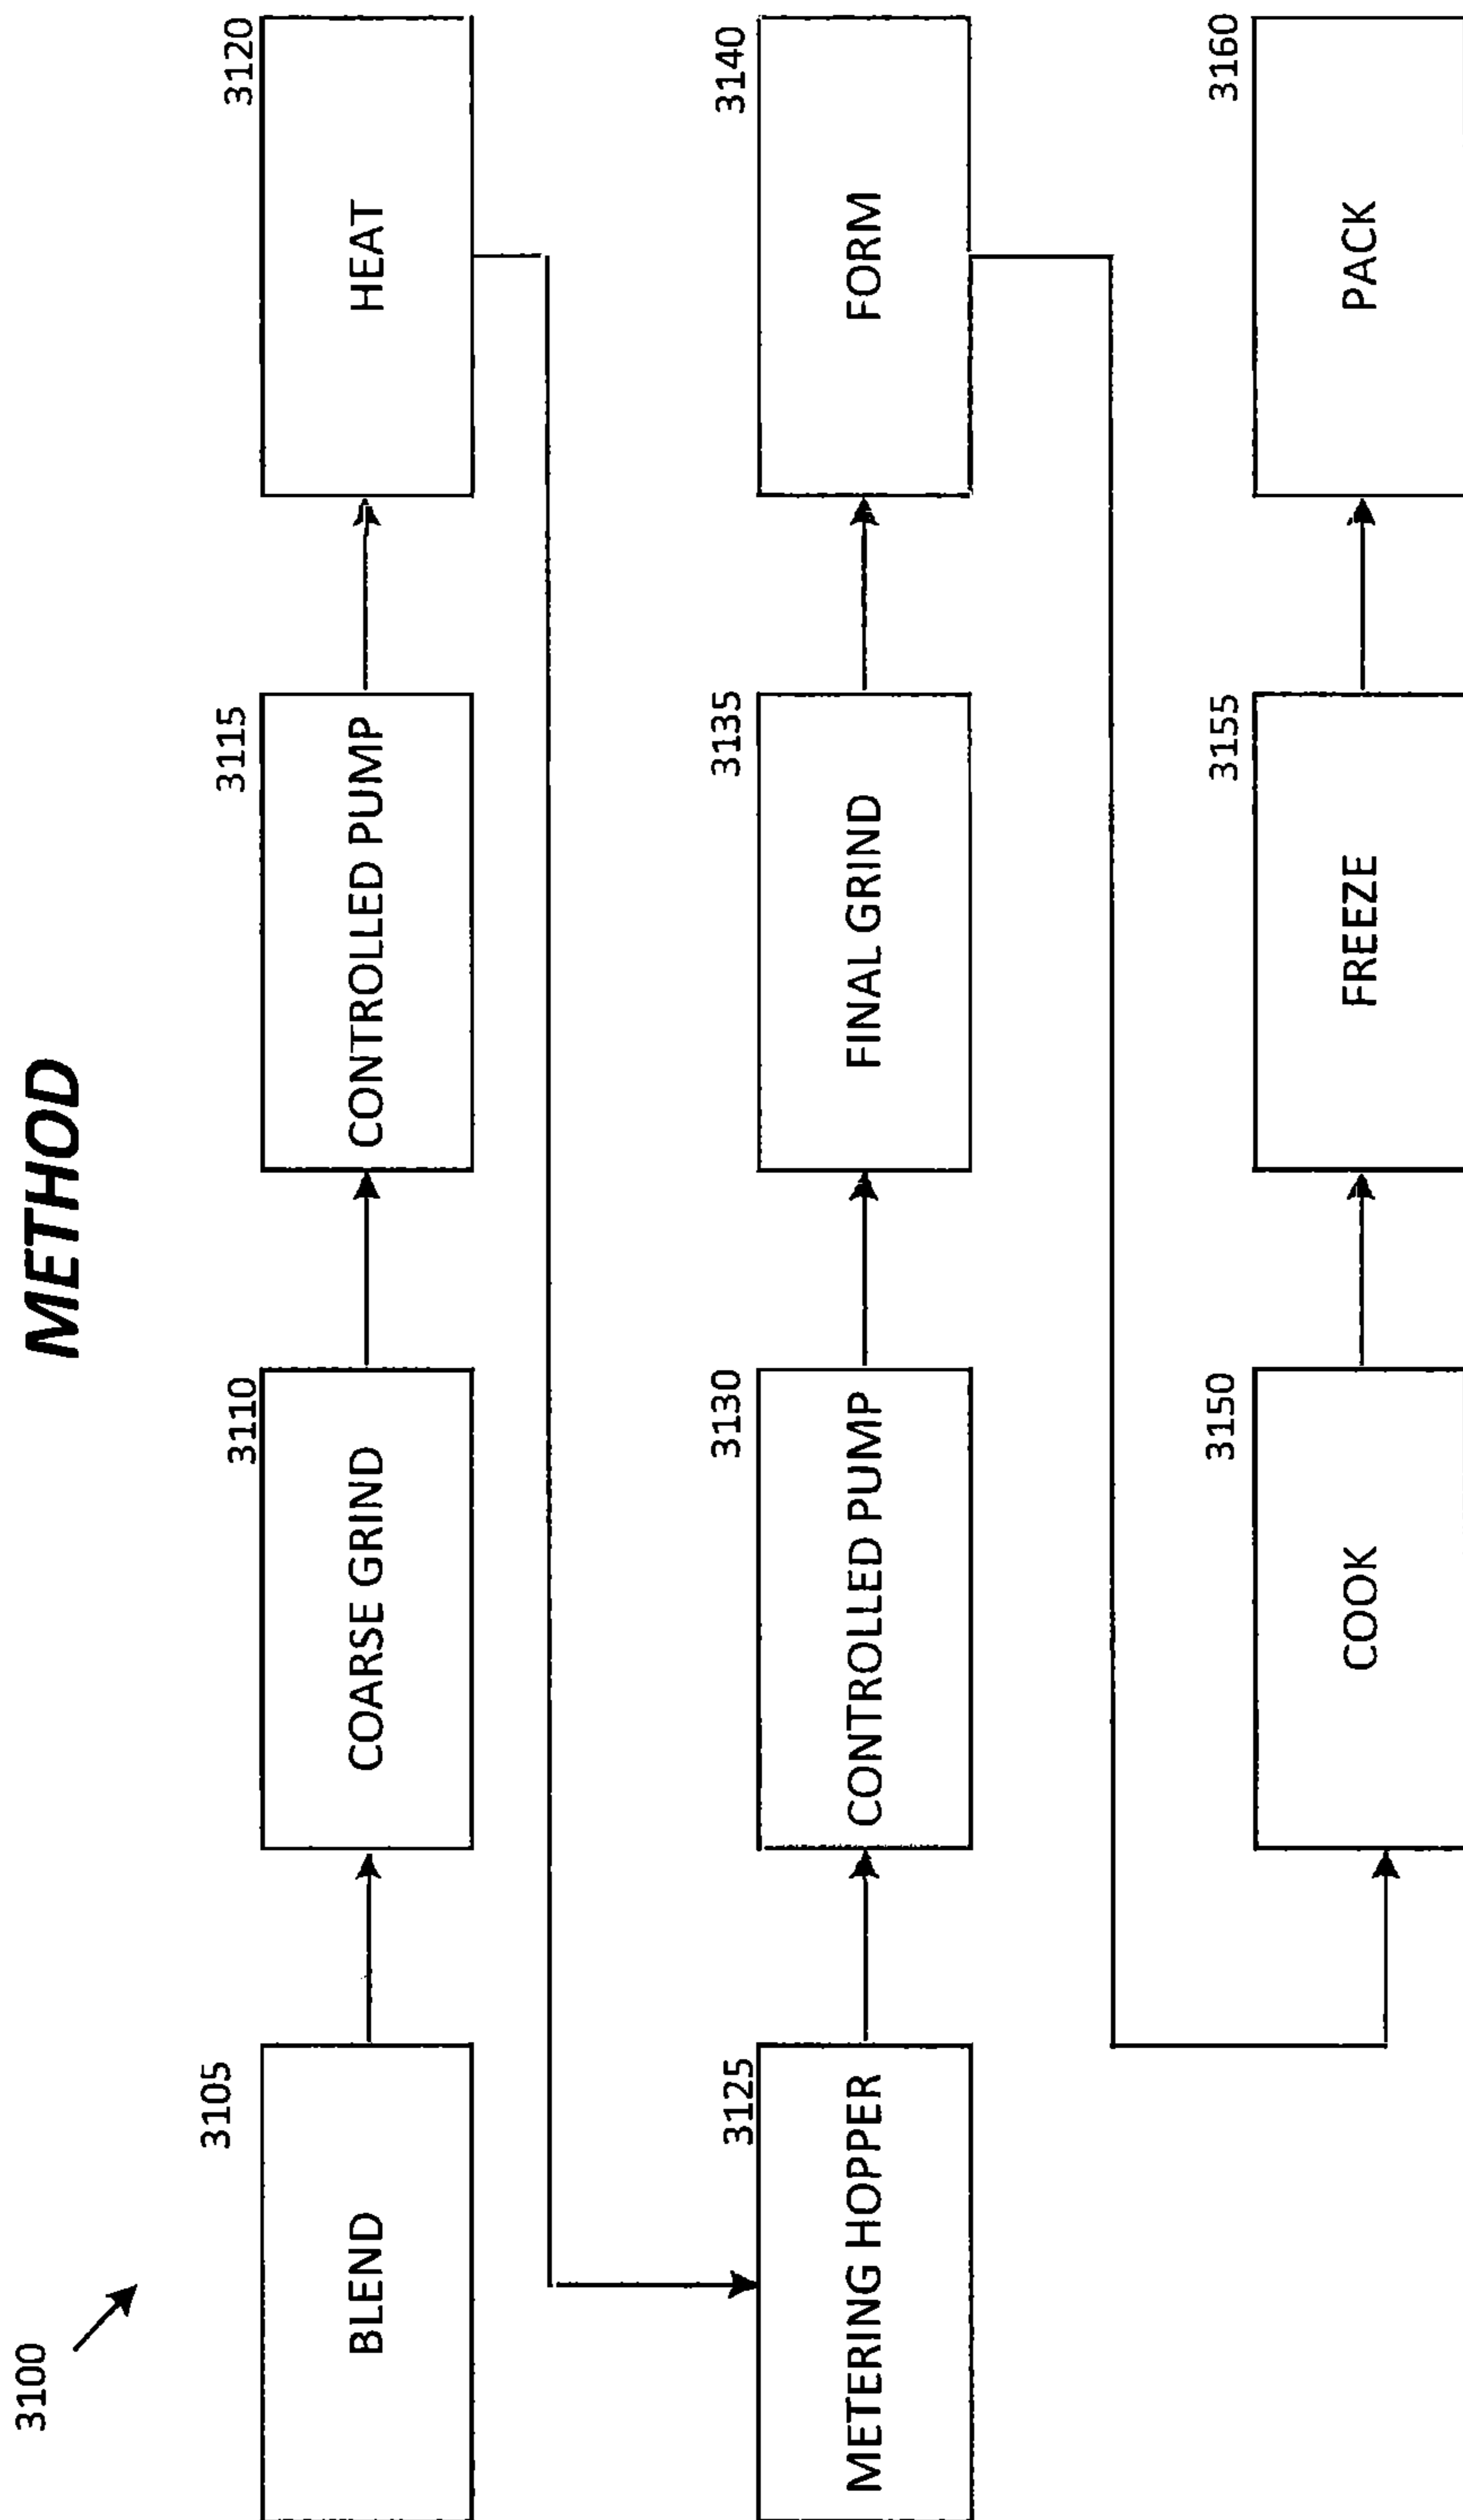 METHOD
3100
3105
BLEND
3110
COARSE GRIND
3115
CONTROLLED PUMP
3120
HEAT
3125
METERING HOPPER
3130
CONTROLLED PUMP
3135
FINAL GRIND
3140
FORM
3150
COOK
3155
FREEZE
3160
PACK